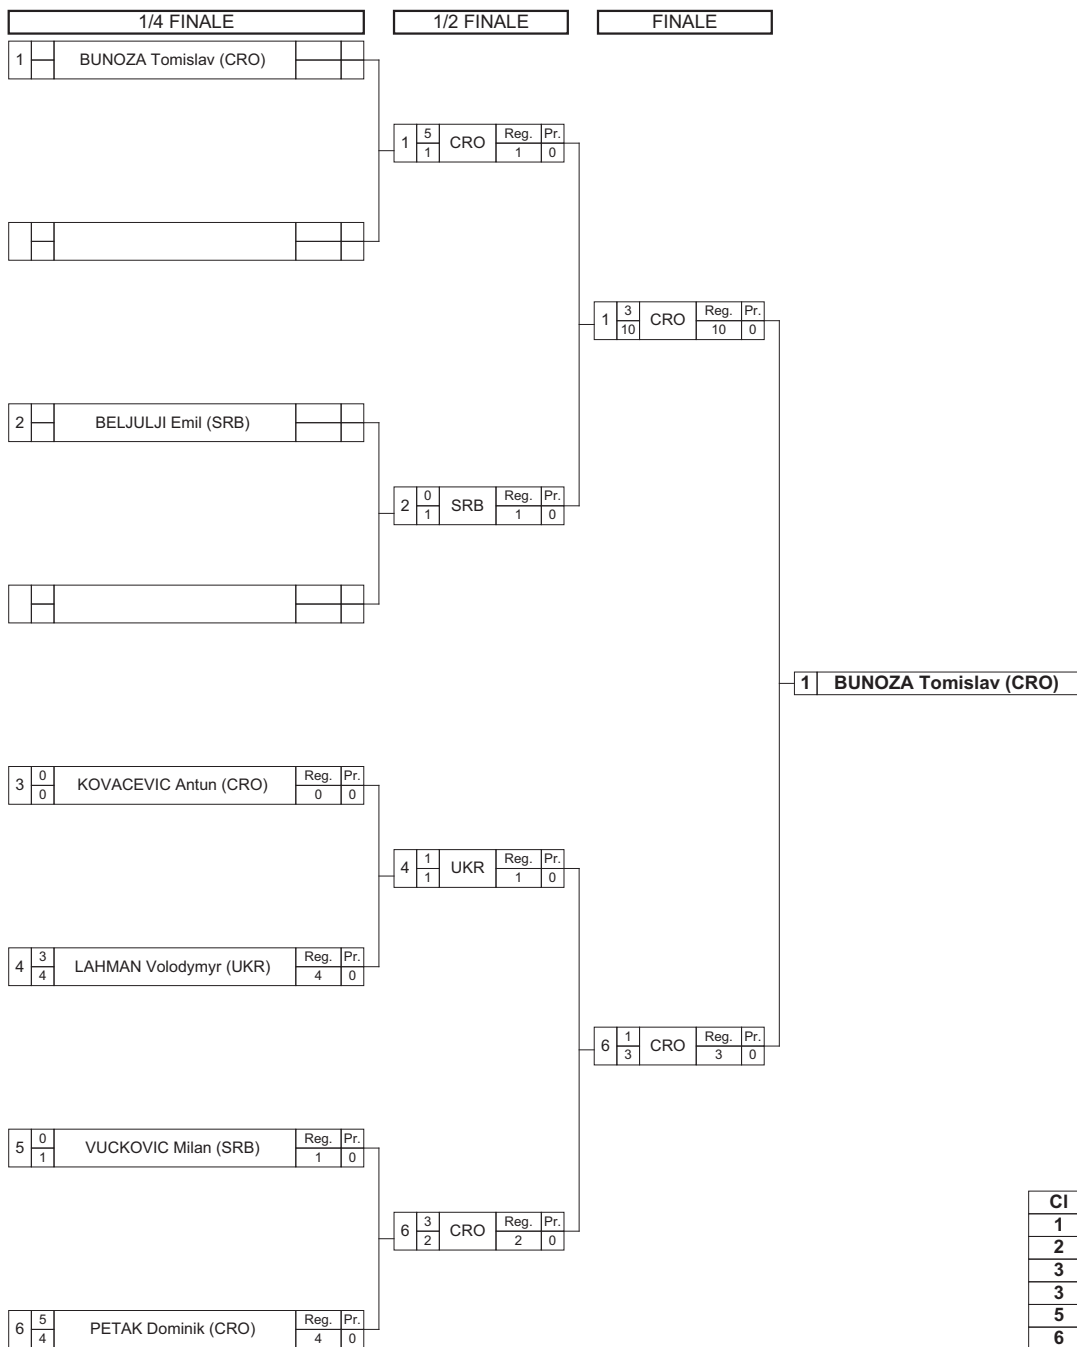 1/4 FINALE 1/2 FINALE FINALE
1 BUNOZA Tomislav (CRO)
1 5 CRO Reg. Pr.
1 1 0
1 3 CRO Reg. Pr.
10 10 0
2 BELJULJI Emil (SRB)
2 0 SRB Reg. Pr.
1 1 0
1 BUNOZA Tomislav (CRO)
3 0 KOVACEVIC Antun (CRO) Reg. Pr.
0 0 0
4 1 UKR Reg. Pr.
1 1 0
4 3 LAHMAN Volodymyr (UKR) Reg. Pr.
4 4 0
6 1 CRO Reg. Pr.
3 3 0
5 0 VUCKOVIC Milan (SRB) Reg. Pr.
1 1 0
6 3 CRO Reg. Pr.
2 2 0
6 5 PETAK Dominik (CRO) Reg. Pr.
4 4 0
Cl
1
2
3
3
5
6